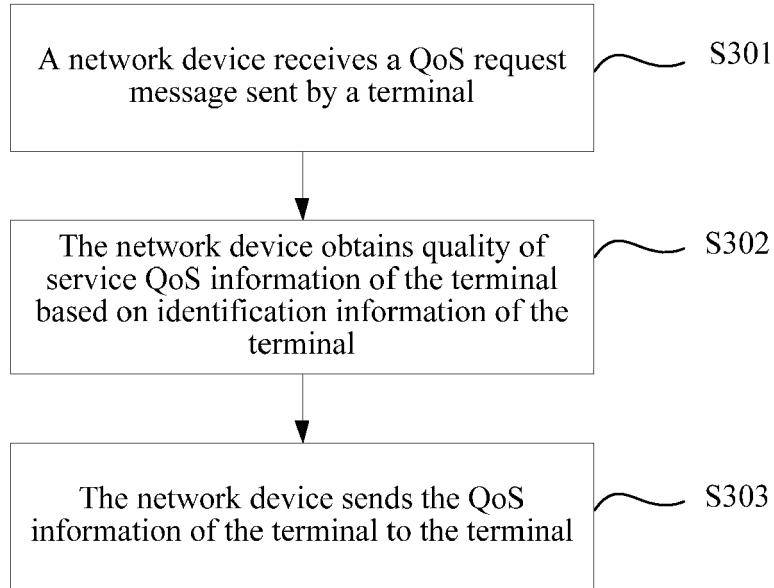 A network device receives a QoS request
message sent by a terminal
S301
The network device obtains quality of
service QoS information of the terminal
based on identification information of the
terminal
S302
The network device sends the QoS
information of the terminal to the terminal
S303